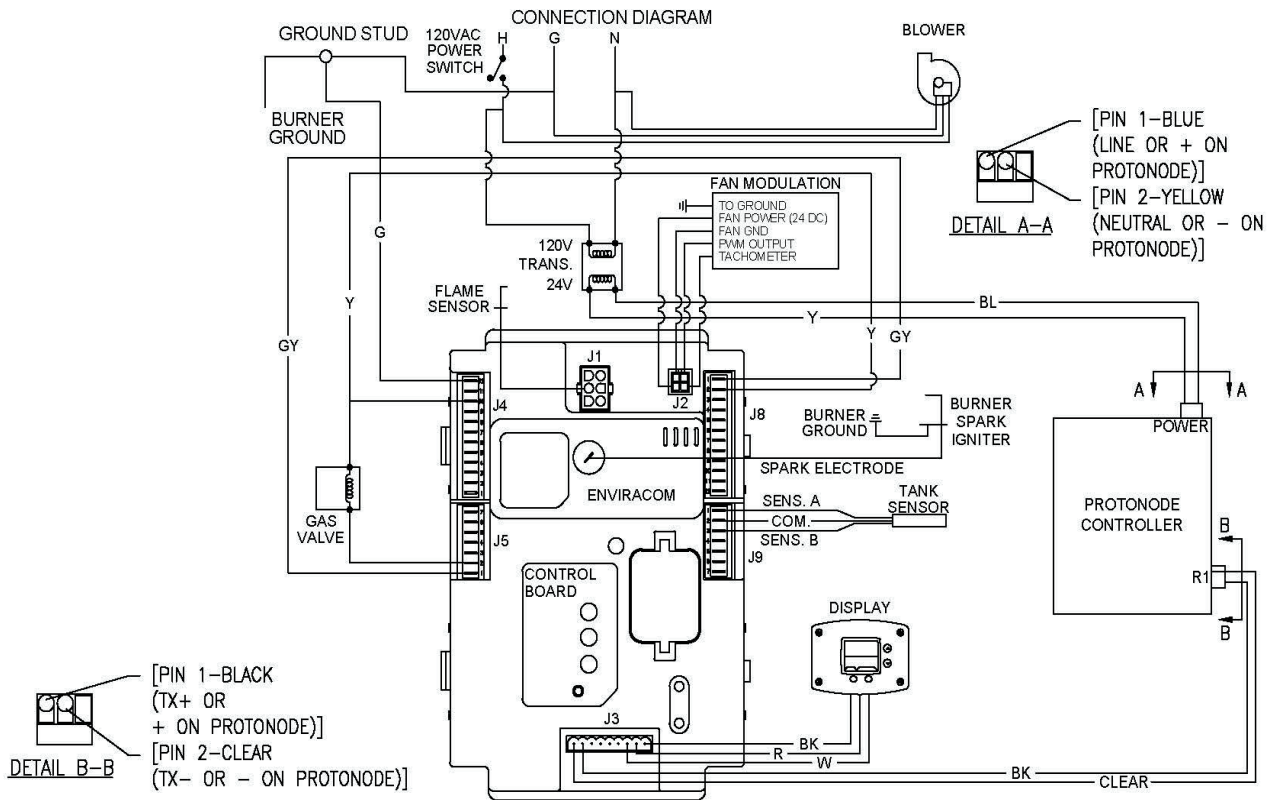 CONNECTION DIAGRAM
GROUND STUD
120VAC
POWER
SWITCH
H
G
N
BLOWER
BURNER
GROUND
[PIN 1-BLUE
(LINE OR + ON
PROTONODE)]
[PIN 2-YELLOW
(NEUTRAL OR - ON
PROTONODE)]
DETAIL A-A
FAN MODULATION
TO GROUND
FAN POWER (24 DC)
FAN GND
PWM OUTPUT
TACHOMETER
G
120V
TRANS.
24V
FLAME
SENSOR
Y
GY
BL
Y
Y
GY
J1
J2
J4
J8
A
A
BURNER
GROUND
BURNER
SPARK
IGNITER
POWER
SPARK ELECTRODE
ENVIRACOM
GAS
VALVE
SENS. A
COM.
SENS. B
TANK
SENSOR
PROTONODE
CONTROLLER
J5
J9
B
R1
B
CONTROL
BOARD
DISPLAY
[PIN 1-BLACK
(TX+ OR
+ ON PROTONODE)]
[PIN 2-CLEAR
(TX- OR - ON PROTONODE)]
DETAIL B-B
J3
BK
R
W
BK
CLEAR